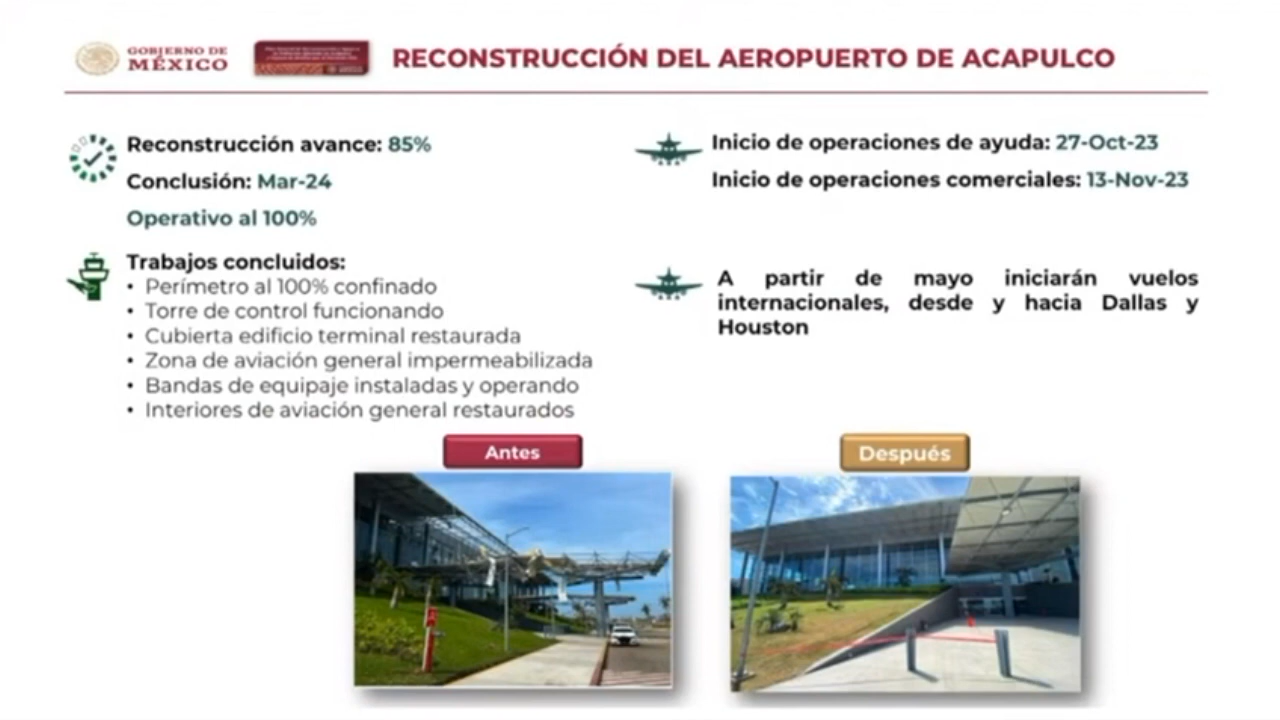 GOBIERNO DE
MÉXICO
RECONSTRUCCIÓN DEL AEROPUERTO DE ACAPULCO
Reconstrucción avance: 85%
Conclusión: Mar-24
Operativo al 100%
Trabajos concluidos:
• Perímetro al 100% confinado
• Torre de control funcionando
• Cubierta edificio terminal restaurada
• Zona de aviación general impermeabilizada
• Bandas de equipaje instaladas y operando
• Interiores de aviación general restaurados
Inicio de operaciones de ayuda: 27-Oct-23
Inicio de operaciones comerciales: 13-Nov-23
A partir de mayo iniciarán vuelos
internacionales, desde y hacia Dallas y
Houston
Antes
Después